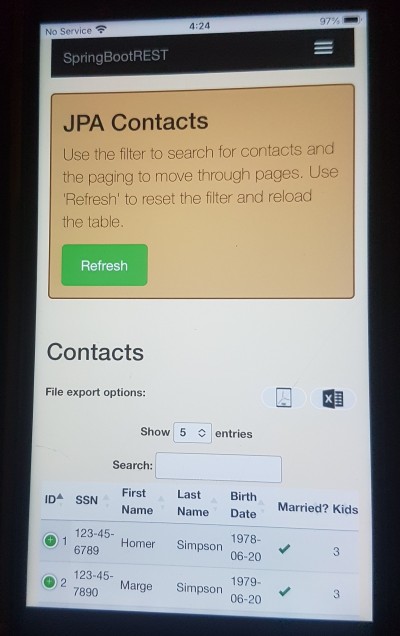 No Service 4:24 97%
SpringBootREST
JPA Contacts
Use the filter to search for contacts and
the paging to move through pages. Use
'Refresh' to reset the filter and reload
the table.
Refresh
Contacts
File export options:
Show 5 entries
Search:
ID SSN First Name Last Name Birth Date Married? Kids
1 123-45-6789 Homer Simpson 1978-06-20 3
2 123-45-7890 Marge Simpson 1979-06-20 3